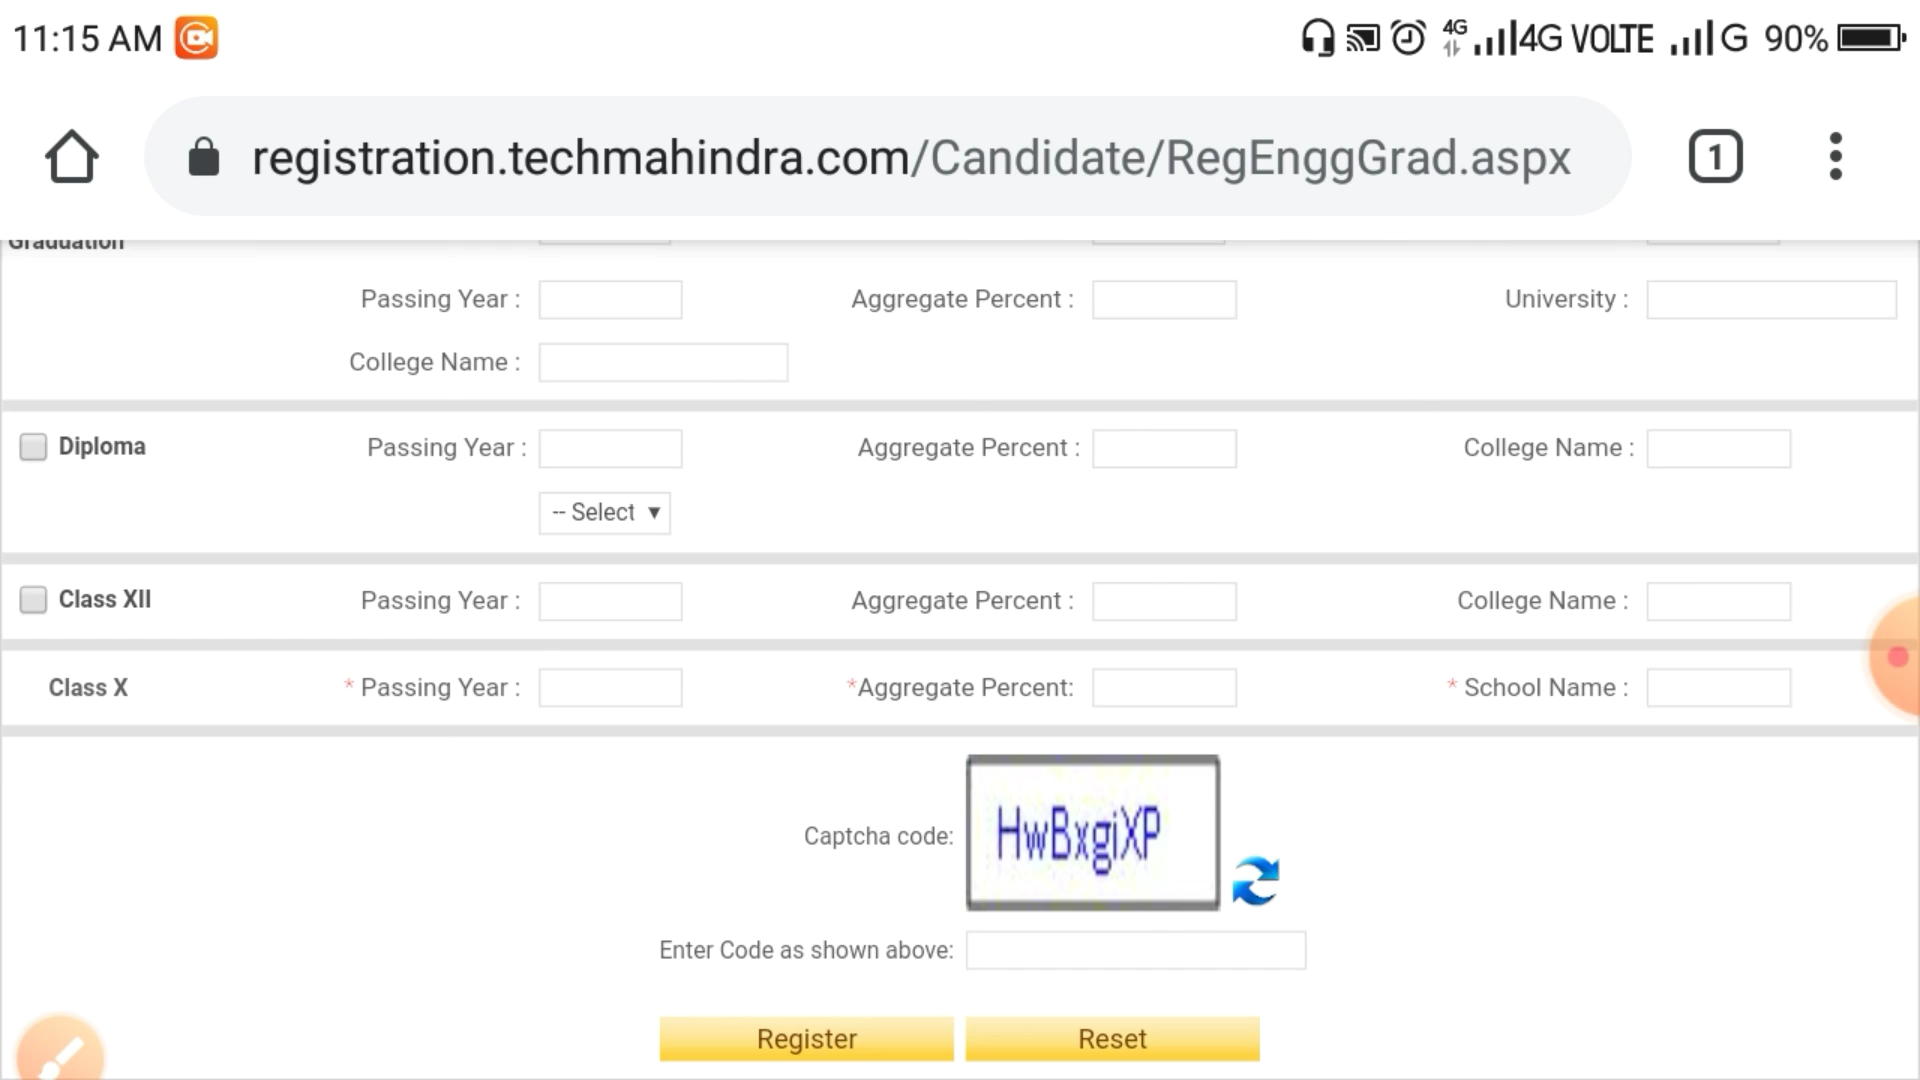 11:15 AM 4G 4G VOLTE G 90%
registration.techmahindra.com/Candidate/RegEnggGrad.aspx 1
Graduation
Passing Year : Aggregate Percent : University :
College Name :
Diploma Passing Year : Aggregate Percent : College Name :
-- Select
Class XII Passing Year : Aggregate Percent : College Name :
Class X * Passing Year : *Aggregate Percent: * School Name :
Captcha code: HwBxgiXP
Enter Code as shown above:
Register Reset